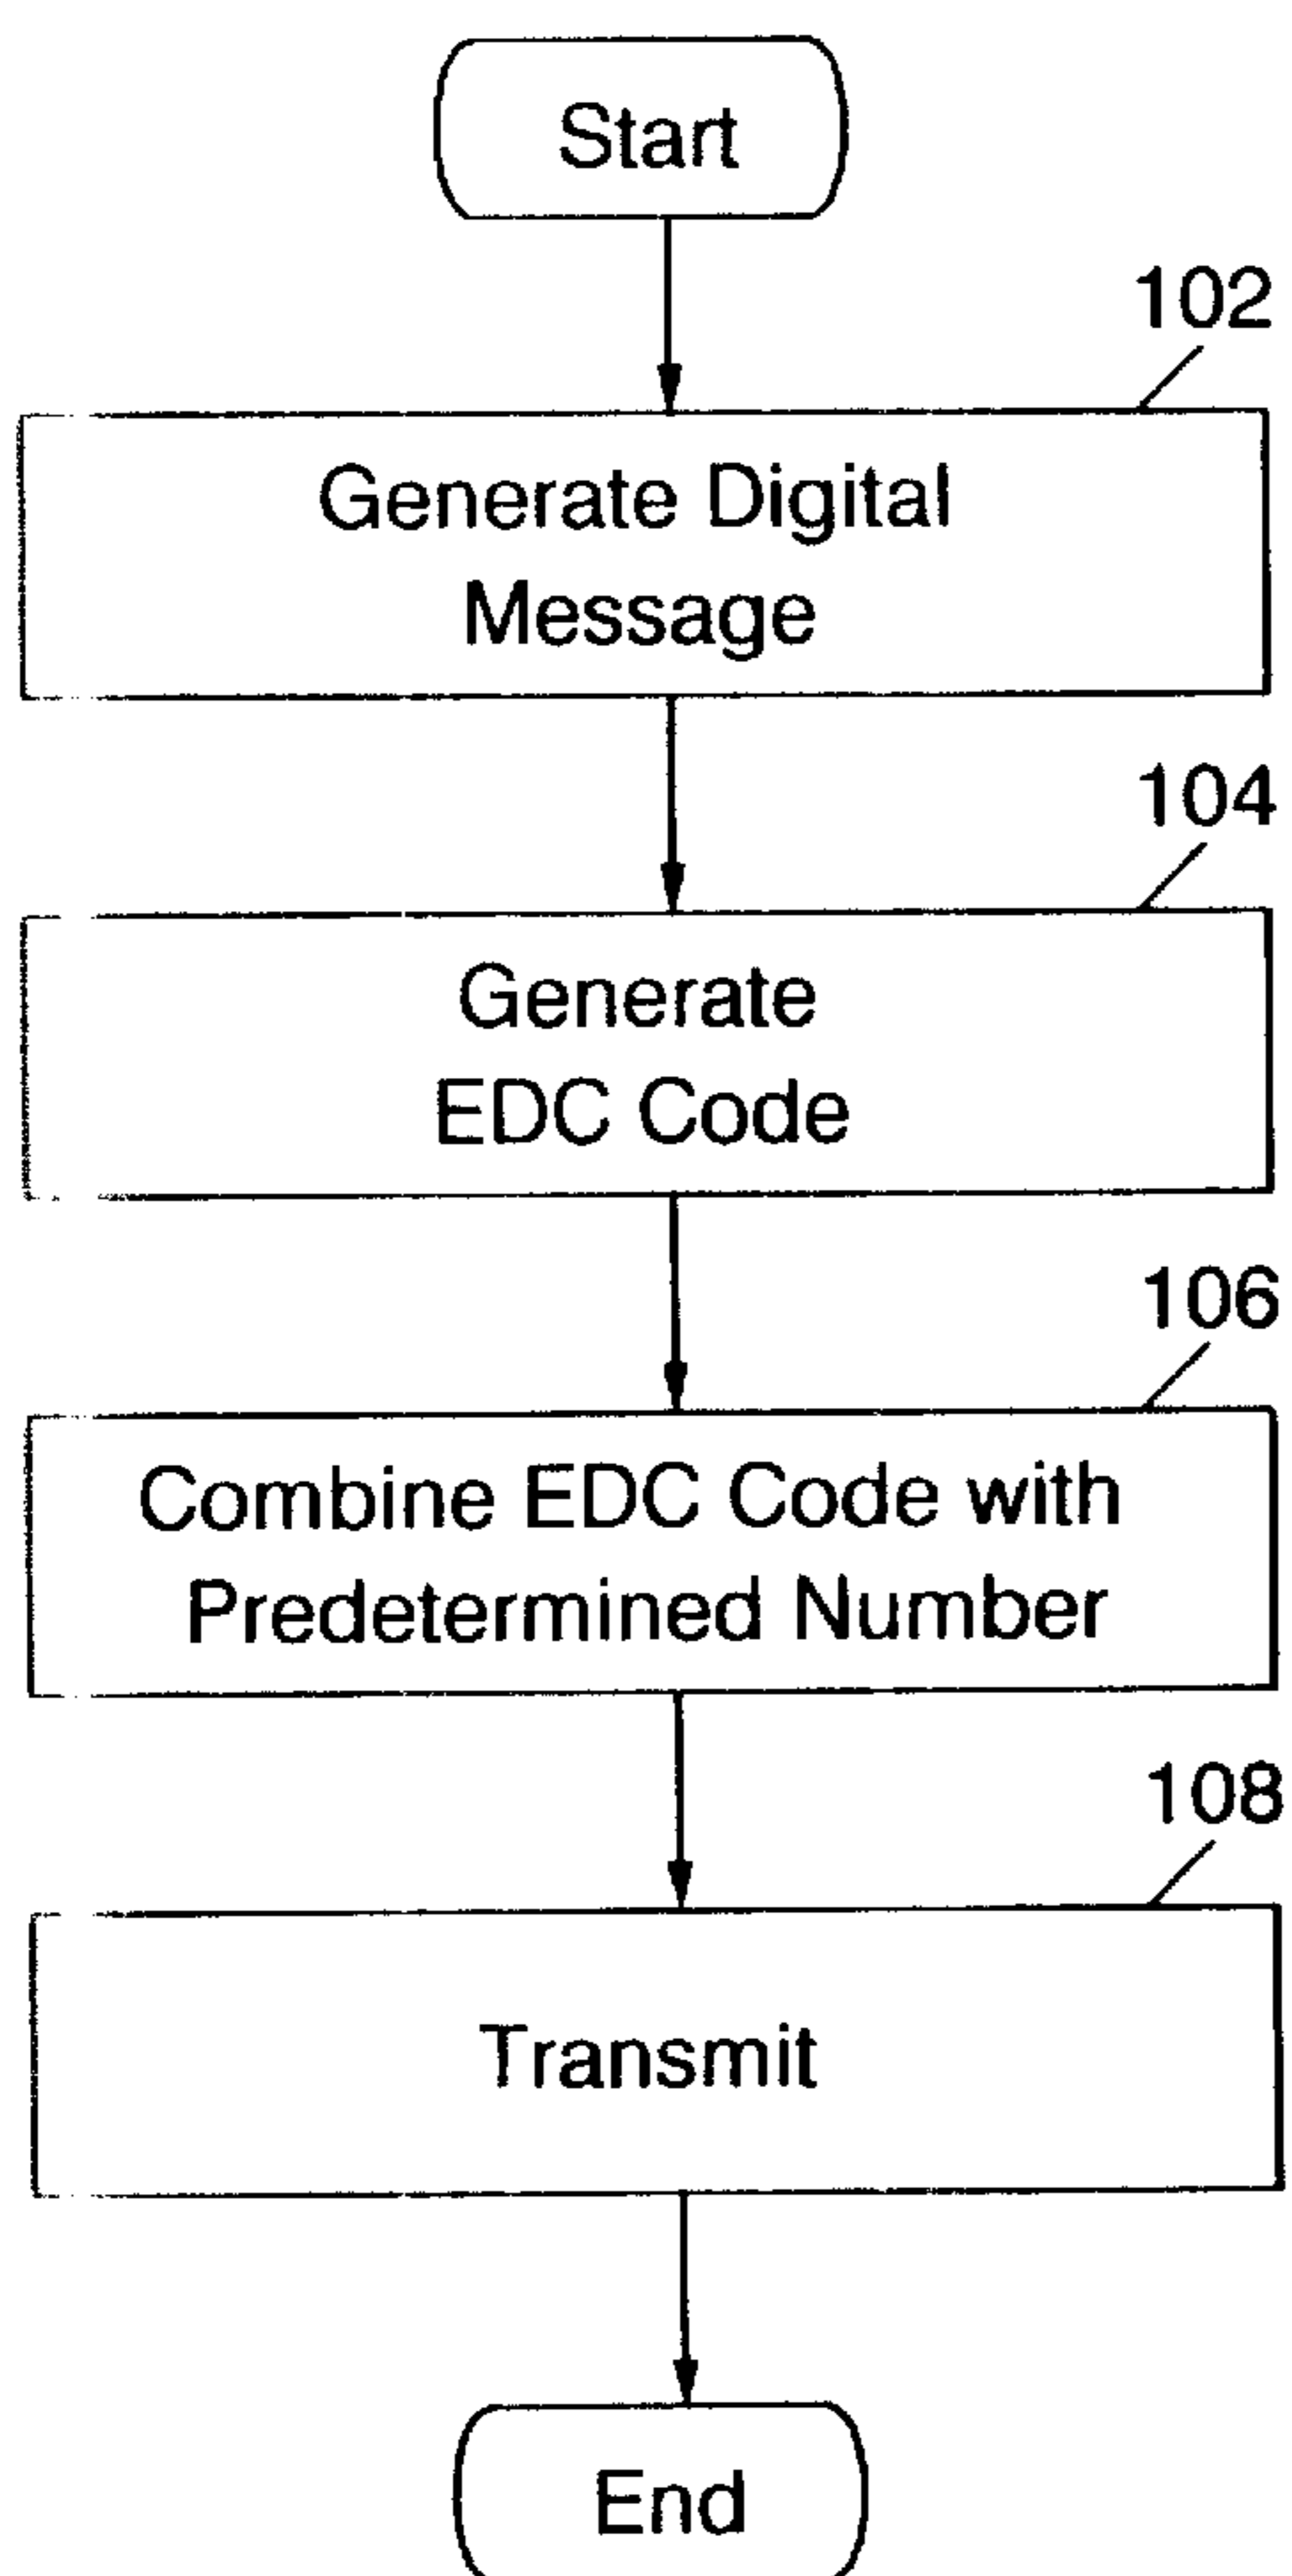 Start
102
Generate Digital
Message
104
Generate
EDC Code
106
Combine EDC Code with
Predetermined Number
108
Transmit
End